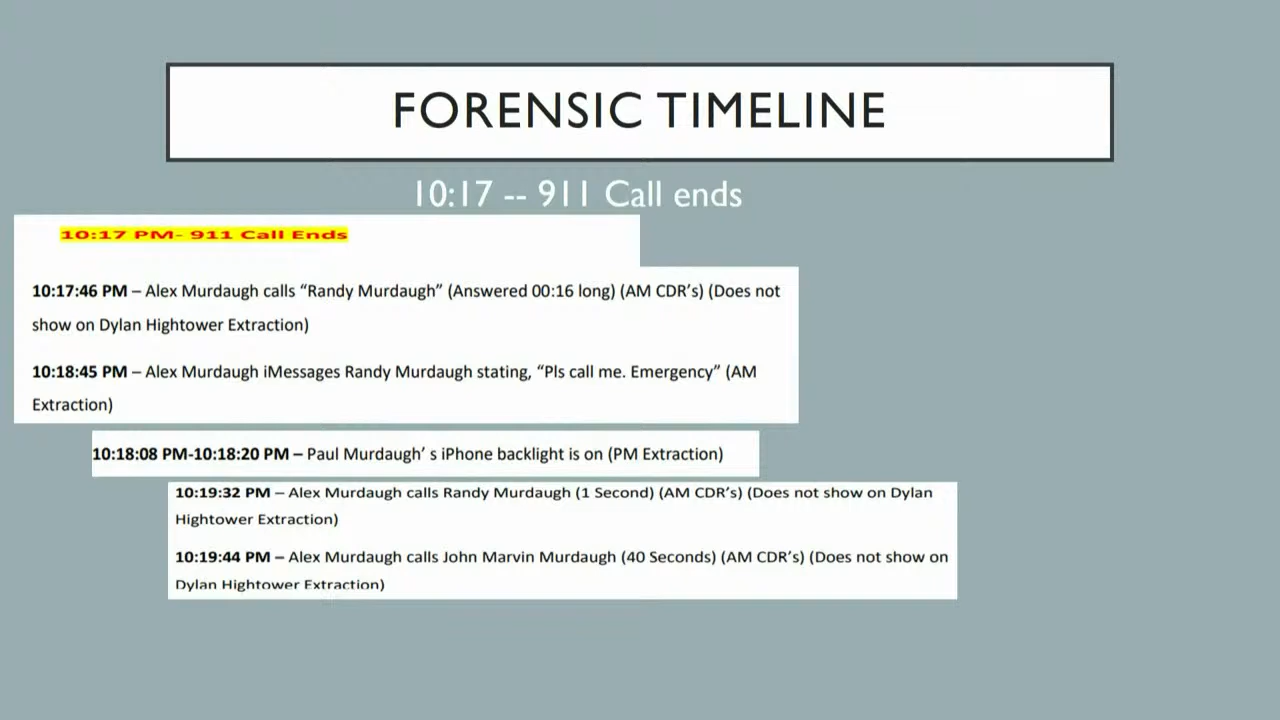 FORENSIC TIMELINE
10:17 -- 911 Call ends
10:17 PM- 911 Call Ends
10:17:46 PM – Alex Murdaugh calls “Randy Murdaugh” (Answered 00:16 long) (AM CDR’s) (Does not
show on Dylan Hightower Extraction)
10:18:45 PM – Alex Murdaugh iMessages Randy Murdaugh stating, “Pls call me. Emergency” (AM
Extraction)
10:18:08 PM-10:18:20 PM – Paul Murdaugh’ s iPhone backlight is on (PM Extraction)
10:19:32 PM – Alex Murdaugh calls Randy Murdaugh (1 Second) (AM CDR’s) (Does not show on Dylan
Hightower Extraction)
10:19:44 PM – Alex Murdaugh calls John Marvin Murdaugh (40 Seconds) (AM CDR’s) (Does not show on
Dylan Hightower Extraction)